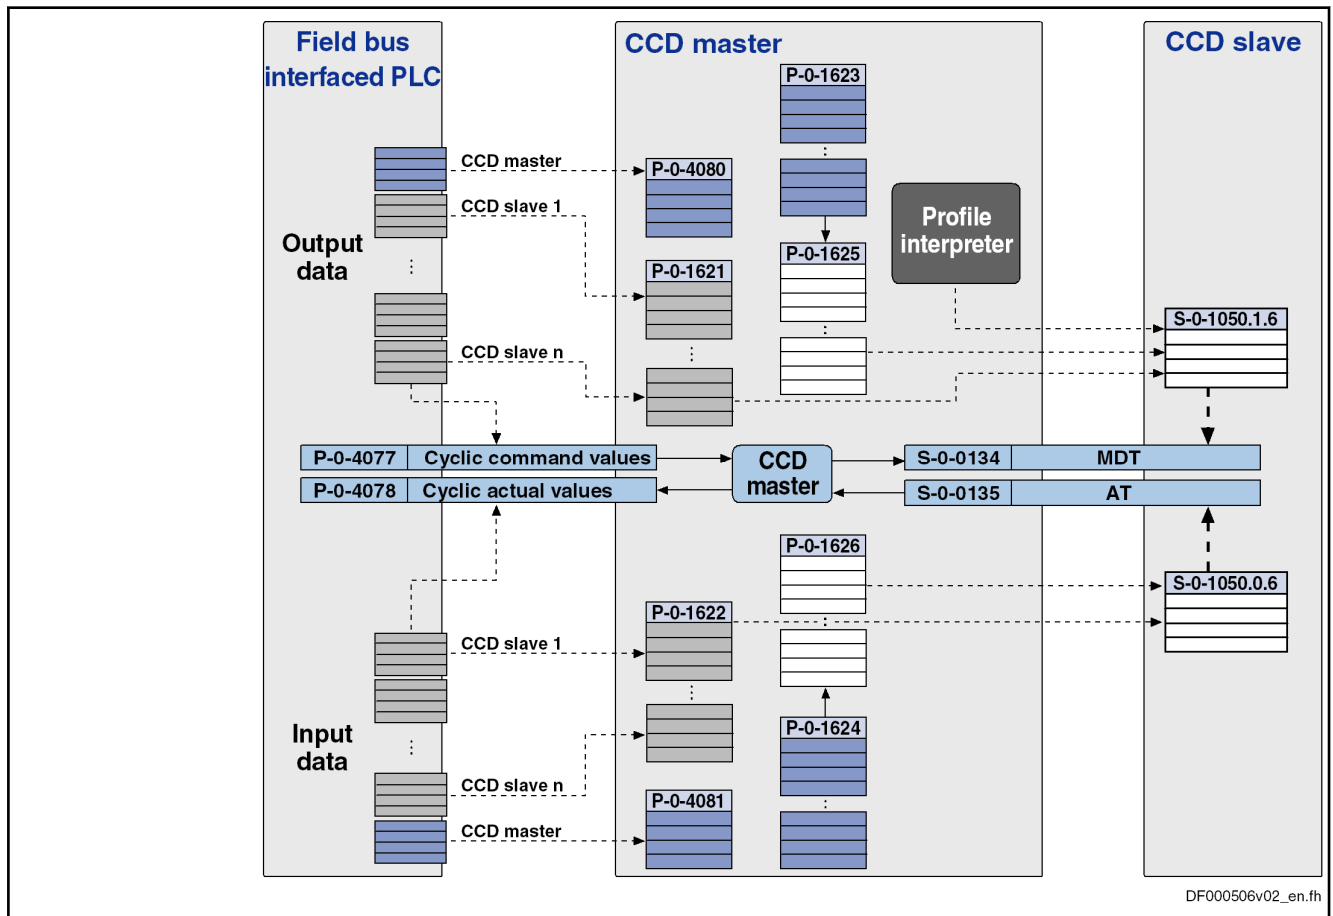 Field bus
interfaced PLC
CCD master
CCD slave
P-0-1623
CCD master
P-0-4080
CCD slave 1
Profile
interpreter
Output
data
P-0-1625
P-0-1621
S-0-1050.1.6
CCD slave n
P-0-4077 Cyclic command values
CCD
master
S-0-0134 MDT
P-0-4078 Cyclic actual values
S-0-0135 AT
P-0-1626
S-0-1050.0.6
P-0-1622
CCD slave 1
Input
data
P-0-1624
CCD slave n
P-0-4081
CCD master
DF000506v02_en.fh